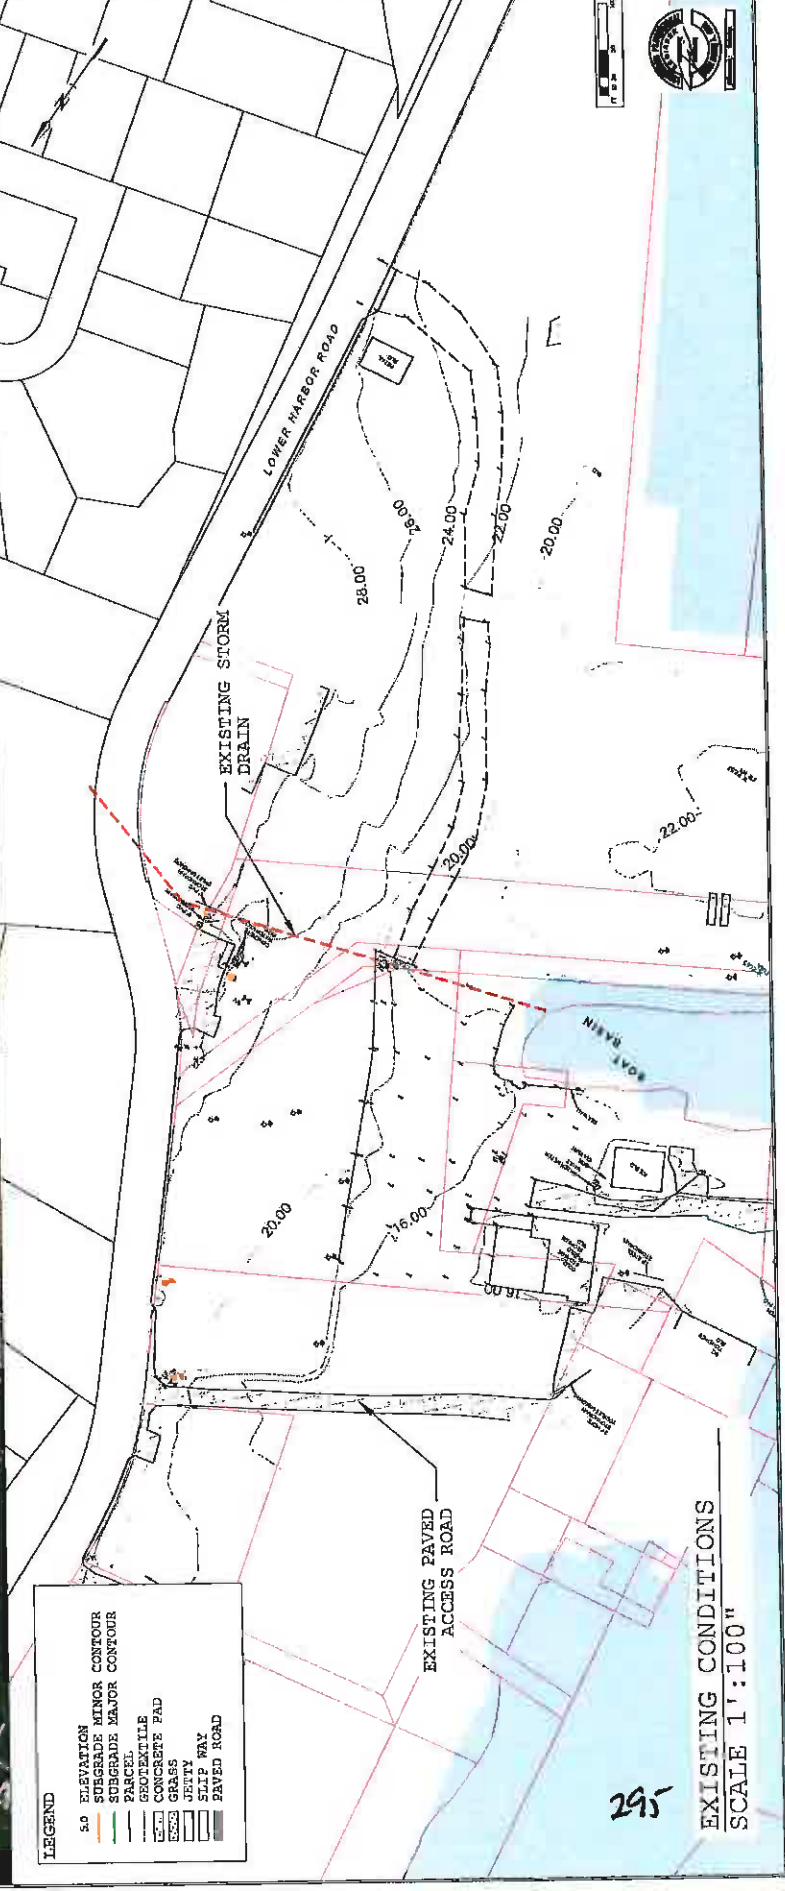 N
LOWER HARBOR ROAD
EXISTING STORM
DRAIN
28.00
26.00
24.00
22.00
20.00
20.00
22.00
BOAT
BASIN
20.00
16.00
16.00
EXISTING PAVED
ACCESS ROAD
LEGEND
5.0 ELEVATION
SUBGRADE MINOR CONTOUR
SUBGRADE MAJOR CONTOUR
PARCEL
GEOTEXTILE
CONCRETE PAD
GRASS
JETTY
SLIP WAY
PAVED ROAD
295
EXISTING CONDITIONS
SCALE 1':100"